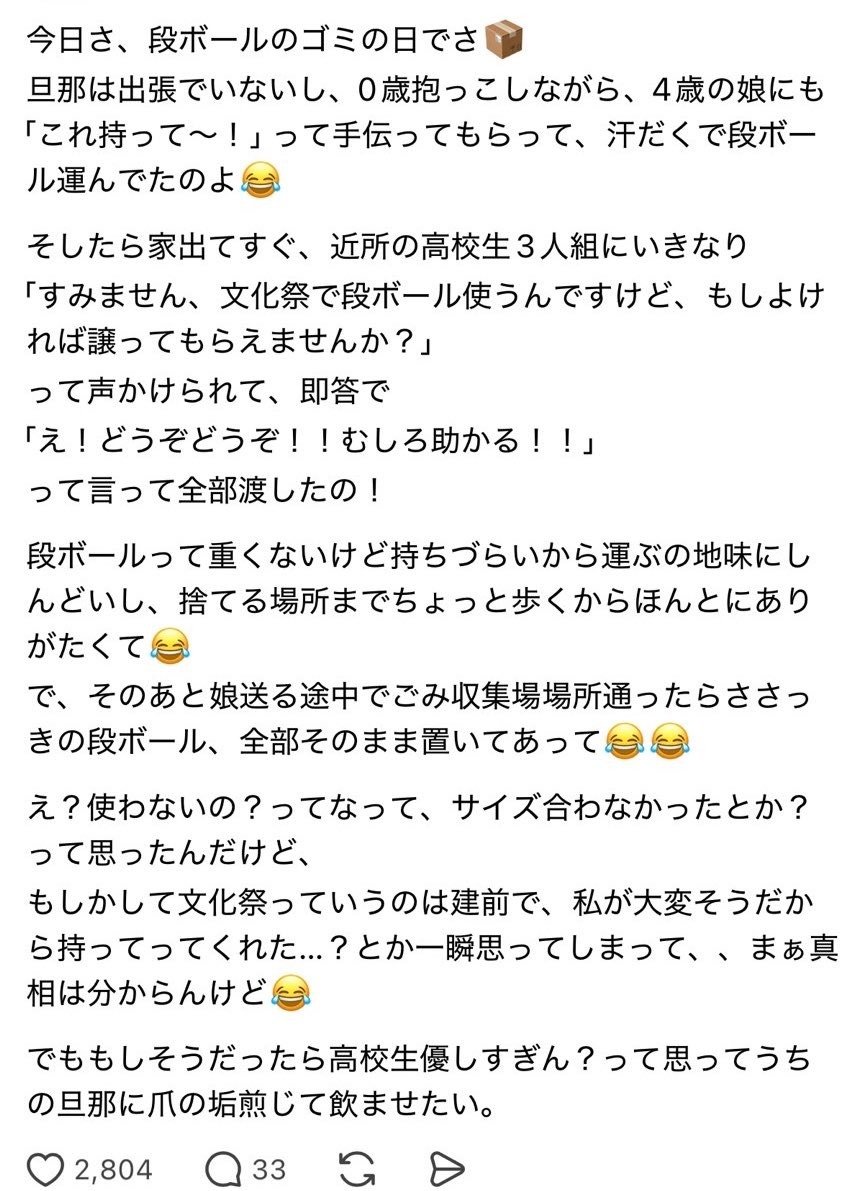 今日さ、段ボールのゴミの日でさ📦
旦那は出張でいないし、0歳抱っこしながら、4歳の娘にも
「これ持って〜！」って手伝ってもらって、汗だくで段ボー
ル運んでたのよ😂
そしたら家出てすぐ、近所の高校生3人組にいきなり
「すみません、文化祭で段ボール使うんですけど、もしよけ
れば譲ってもらえませんか？」
って声かけられて、即答で
「え！どうぞどうぞ！！むしろ助かる！！」
って言って全部渡したの！
段ボールって重くないけど持ちづらいから運ぶの地味にし
んどいし、捨てる場所までちょっと歩くからほんとにあり
がたくて😂
で、そのあと娘送る途中でごみ収集場場所通ったらささっ
きの段ボール、全部そのまま置いてあって😂😂
え？使わないの？ってなって、サイズ合わなかったとか？
って思ったんだけど、
もしかして文化祭っていうのは建前で、私が大変そうだか
ら持ってってくれた…？とか一瞬思ってしまって、、まぁ真
相は分からんけど😂
でももしそうだったら高校生優しすぎん？って思ってうち
の旦那に爪の垢煎じて飲ませたい。
2,804 33